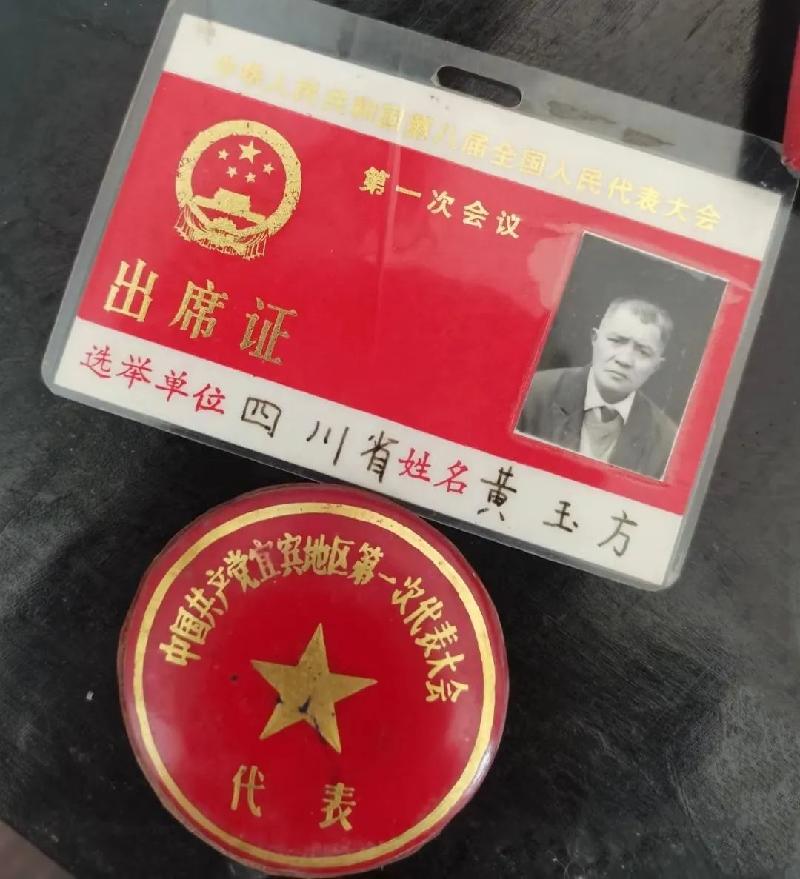 中华人民共和国第八届全国人民代表大会
第一次会议
出席证
选举单位 四川省 姓名 黄玉方
中国共产党宜宾地区第一次代表大会
代表